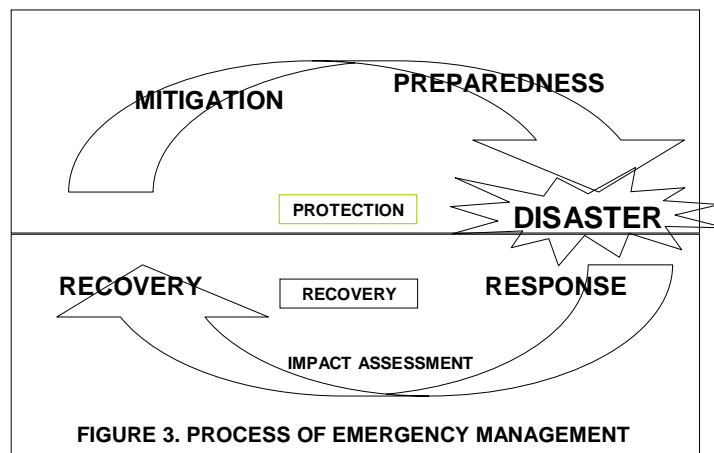 MITIGATION
PREPAREDNESS
PROTECTION
DISASTER
RECOVERY
RECOVERY
RESPONSE
IMPACT ASSESSMENT
FIGURE 3. PROCESS OF EMERGENCY MANAGEMENT